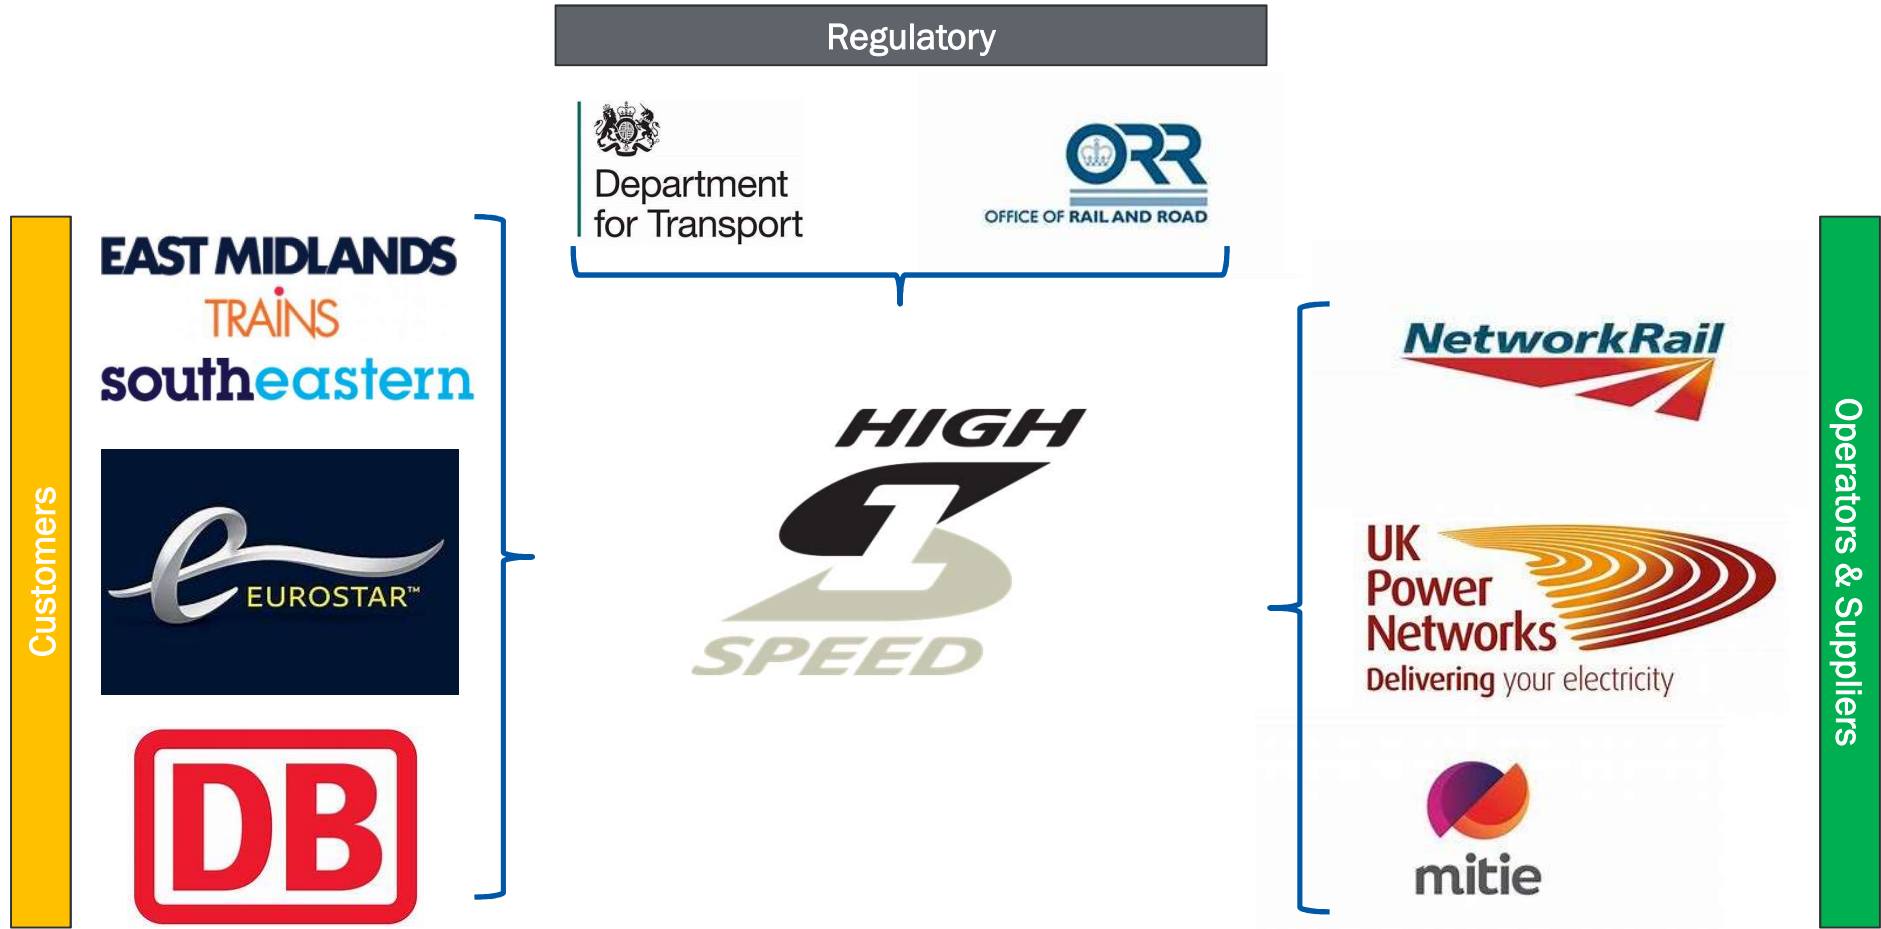 Regulatory
Department
for Transport
ORR
OFFICE OF RAIL AND ROAD
Customers
EAST MIDLANDS
TRAINS
southeastern
EUROSTAR™
DB
HIGH
1
SPEED
NetworkRail
UK
Power
Networks
Delivering your electricity
mitie
Operators & Suppliers